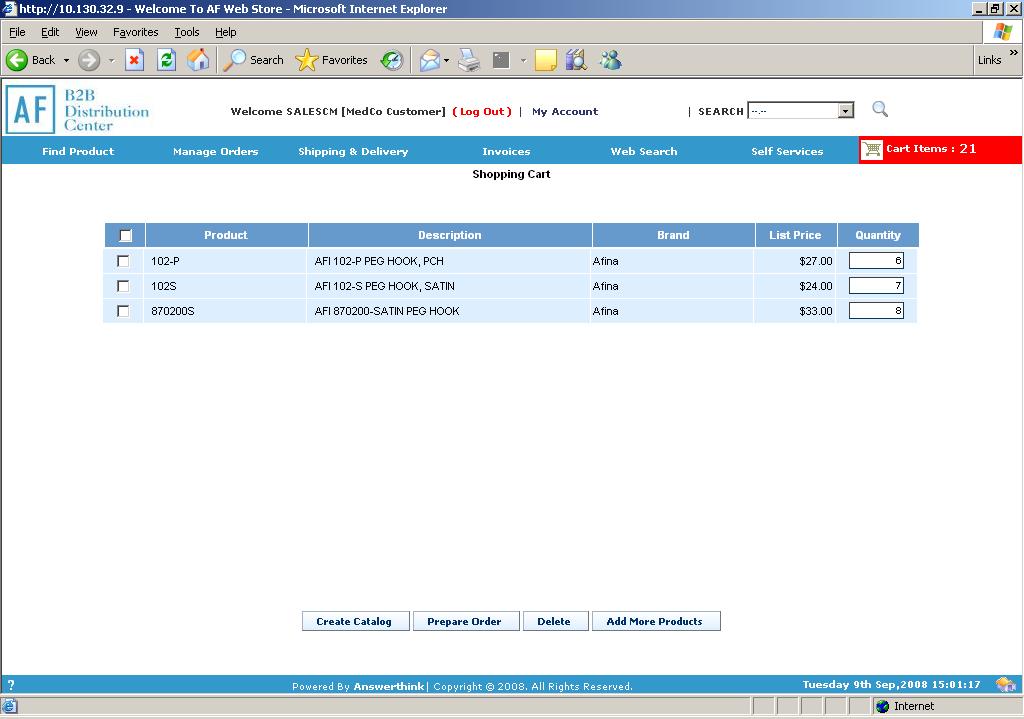 http://10.130.32.9 - Welcome To AF Web Store - Microsoft Internet Explorer
File Edit View Favorites Tools Help
Back Search Favorites Links »
AF B2B Distribution Center
Welcome SALESCM [MedCo Customer] ( Log Out ) | My Account | SEARCH --.--
Find Product Manage Orders Shipping & Delivery Invoices Web Search Self Services Cart Items : 21
Shopping Cart
Product Description Brand List Price Quantity
102-P AFI 102-P PEG HOOK, PCH Afina $27.00 6
102S AFI 102-S PEG HOOK, SATIN Afina $24.00 7
870200S AFI 870200-SATIN PEG HOOK Afina $33.00 8
Create Catalog Prepare Order Delete Add More Products
? Powered By Answerthink | Copyright © 2008. All Rights Reserved. Tuesday 9th Sep,2008 15:01:17
Internet